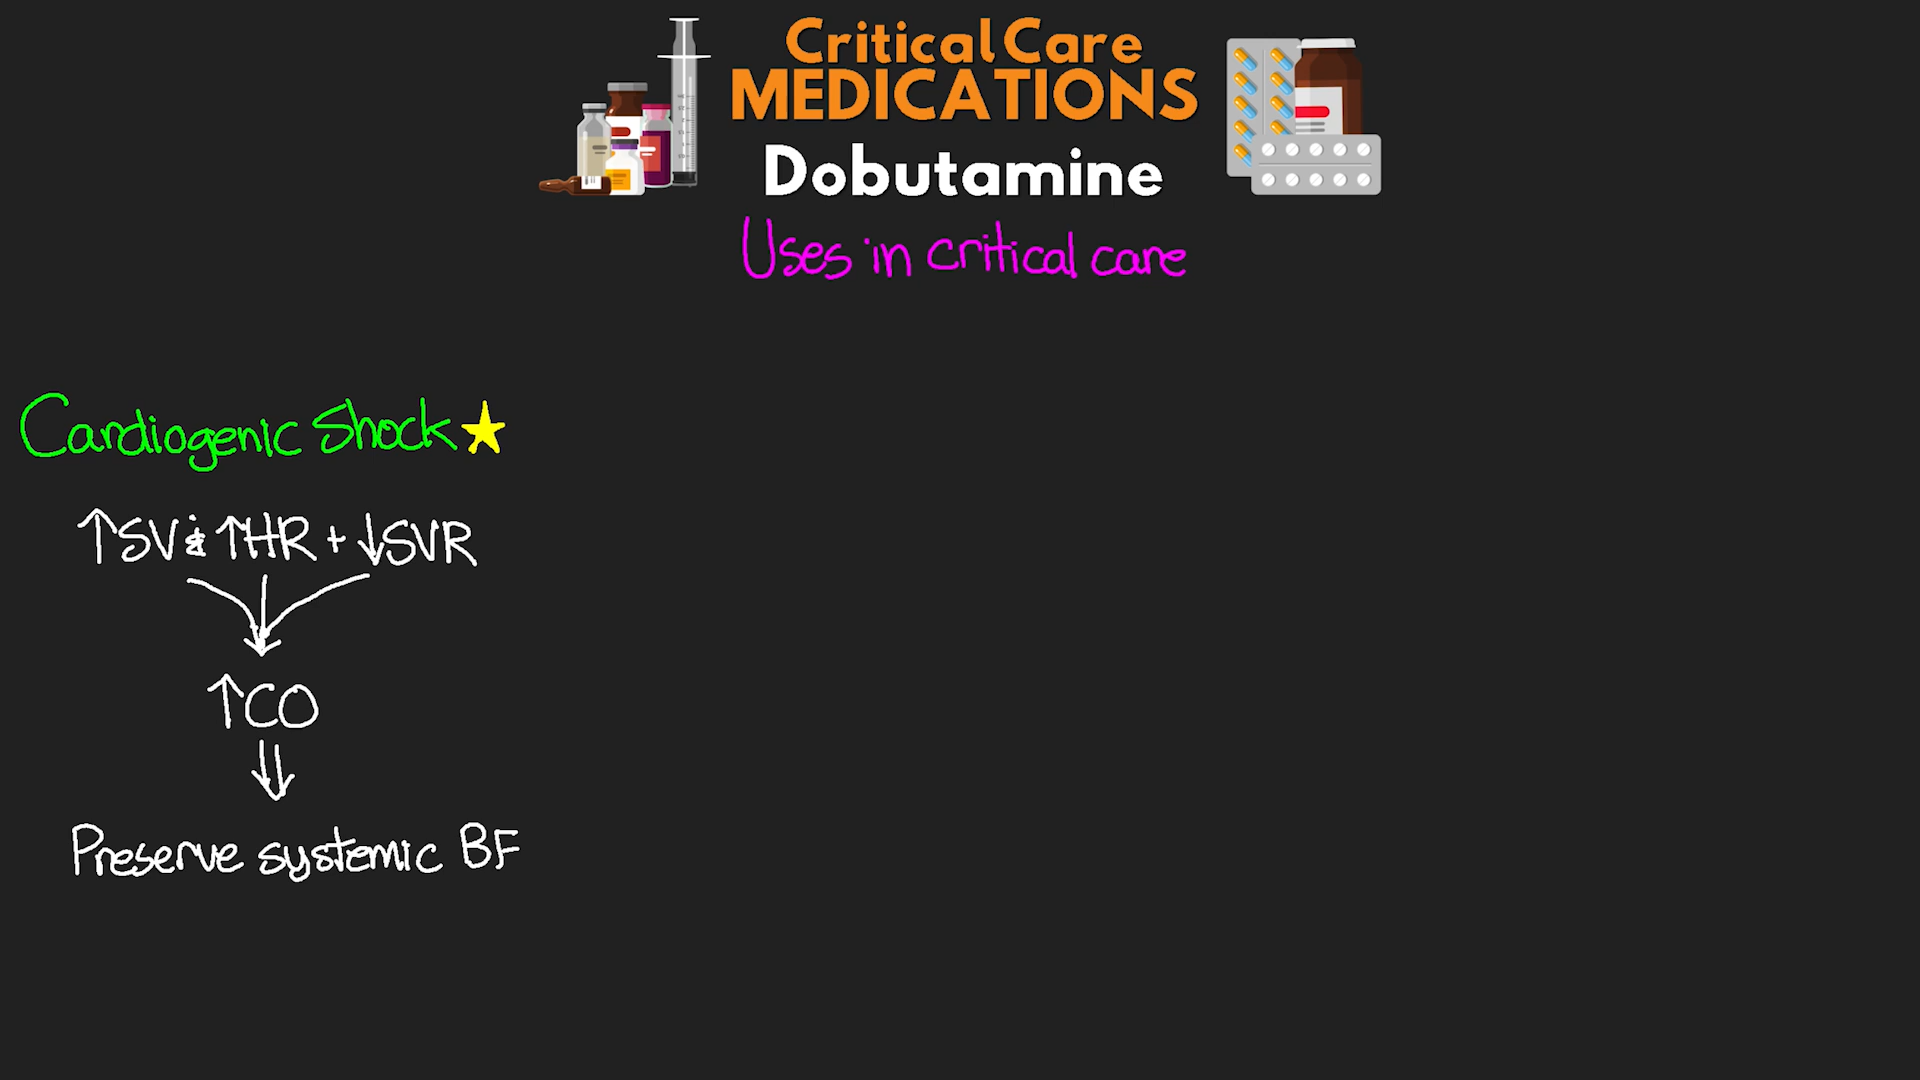 Critical Care
MEDICATIONS
Dobutamine
Uses in critical care
Cardiogenic Shock
↑SV & ↑HR + ↓SVR
↑CO
Preserve systemic BF